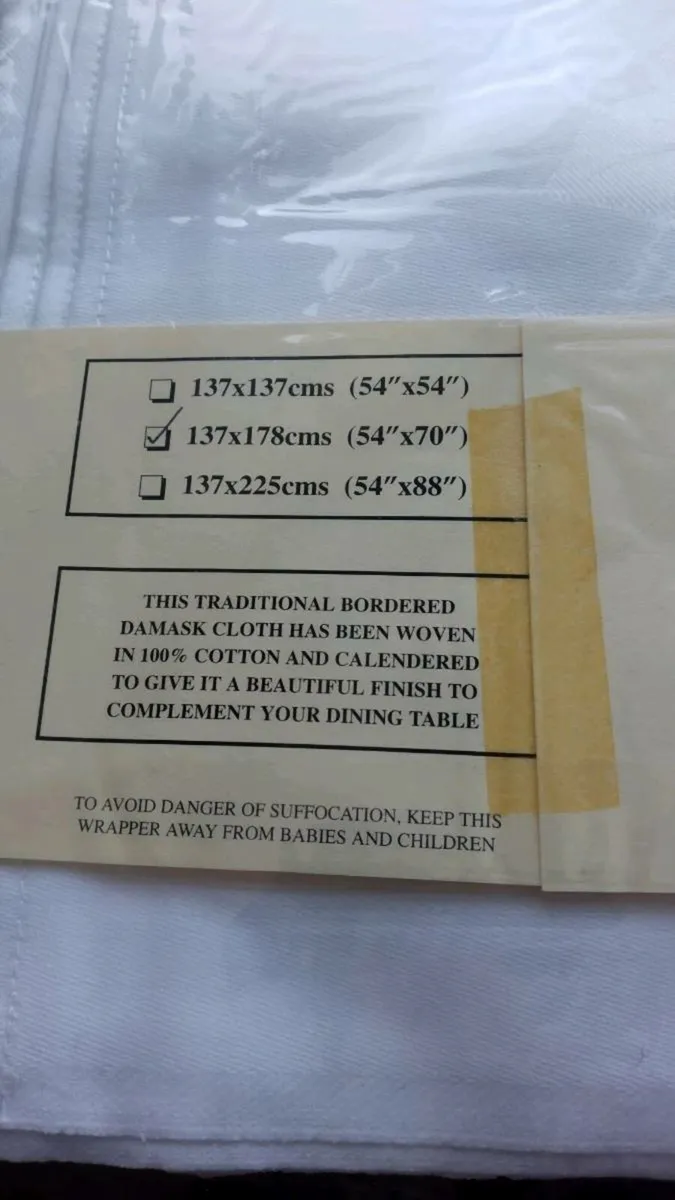 137x137cms (54″x54″)
137x178cms (54″x70″)
137x225cms (54″x88″)
THIS TRADITIONAL BORDERED
DAMASK CLOTH HAS BEEN WOVEN
IN 100% COTTON AND CALENDERED
TO GIVE IT A BEAUTIFUL FINISH TO
COMPLEMENT YOUR DINING TABLE
TO AVOID DANGER OF SUFFOCATION, KEEP THIS
WRAPPER AWAY FROM BABIES AND CHILDREN